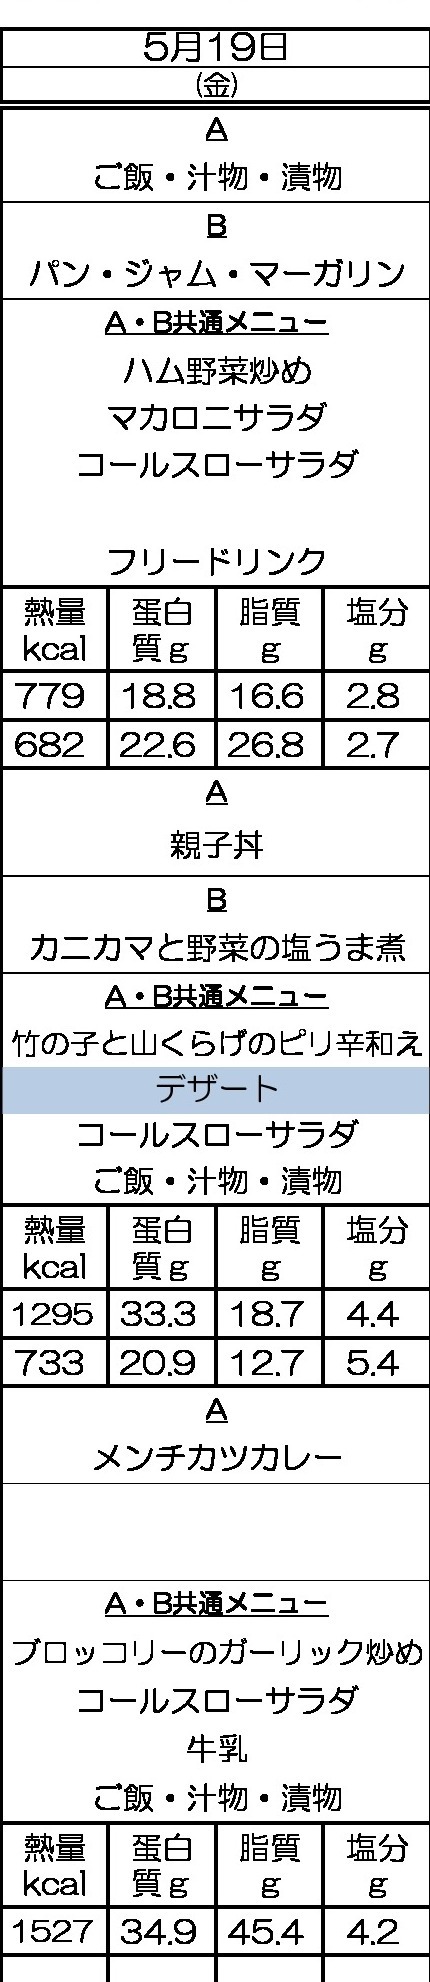 5月19日
(金)
A
ご飯・汁物・漬物
B
パン・ジャム・マーガリン
A・B共通メニュー
ハム野菜炒め
マカロニサラダ
コールスローサラダ
フリードリンク
熱量 蛋白 脂質 塩分
kcal 質g g g
779 18.8 16.6 2.8
682 22.6 26.8 2.7
A
親子丼
B
カニカマと野菜の塩うま煮
A・B共通メニュー
竹の子と山くらげのピリ辛和え
デザート
コールスローサラダ
ご飯・汁物・漬物
熱量 蛋白 脂質 塩分
kcal 質g g g
1295 33.3 18.7 4.4
733 20.9 12.7 5.4
A
メンチカツカレー
A・B共通メニュー
ブロッコリーのガーリック炒め
コールスローサラダ
牛乳
ご飯・汁物・漬物
熱量 蛋白 脂質 塩分
kcal 質g g g
1527 34.9 45.4 4.2